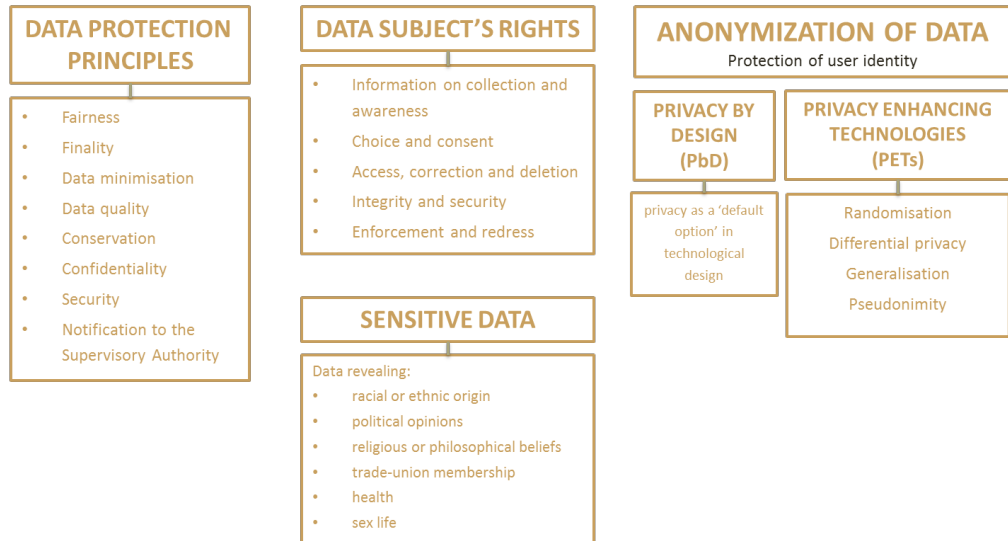 DATA PROTECTION
PRINCIPLES
• Fairness
• Finality
• Data minimisation
• Data quality
• Conservation
• Confidentiality
• Security
• Notification to the
Supervisory Authority
DATA SUBJECT'S RIGHTS
• Information on collection and
awareness
• Choice and consent
• Access, correction and deletion
• Integrity and security
• Enforcement and redress
SENSITIVE DATA
Data revealing:
• racial or ethnic origin
• political opinions
• religious or philosophical beliefs
• trade-union membership
• health
• sex life
ANONYMIZATION OF DATA
Protection of user identity
PRIVACY BY
DESIGN
(PbD)
privacy as a ‘default
option’ in
technological
design
PRIVACY ENHANCING
TECHNOLOGIES
(PETs)
Randomisation
Differential privacy
Generalisation
Pseudonimity